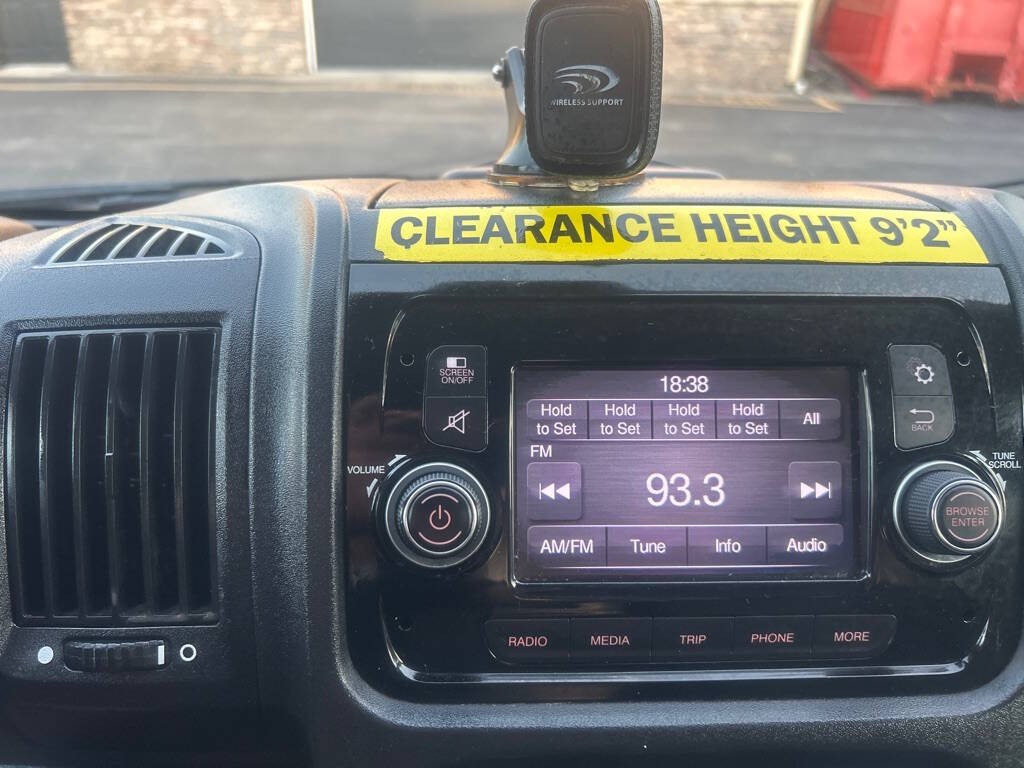 WIRELESS SUPPORT
CLEARANCE HEIGHT 9'2"
SCREEN
ON/OFF
18:38
Hold to Set
Hold to Set
Hold to Set
Hold to Set
All
BACK
FM
VOLUME
TUNE
SCROLL
93.3
BROWSE
ENTER
AM/FM Tune Info Audio
RADIO MEDIA TRIP PHONE MORE